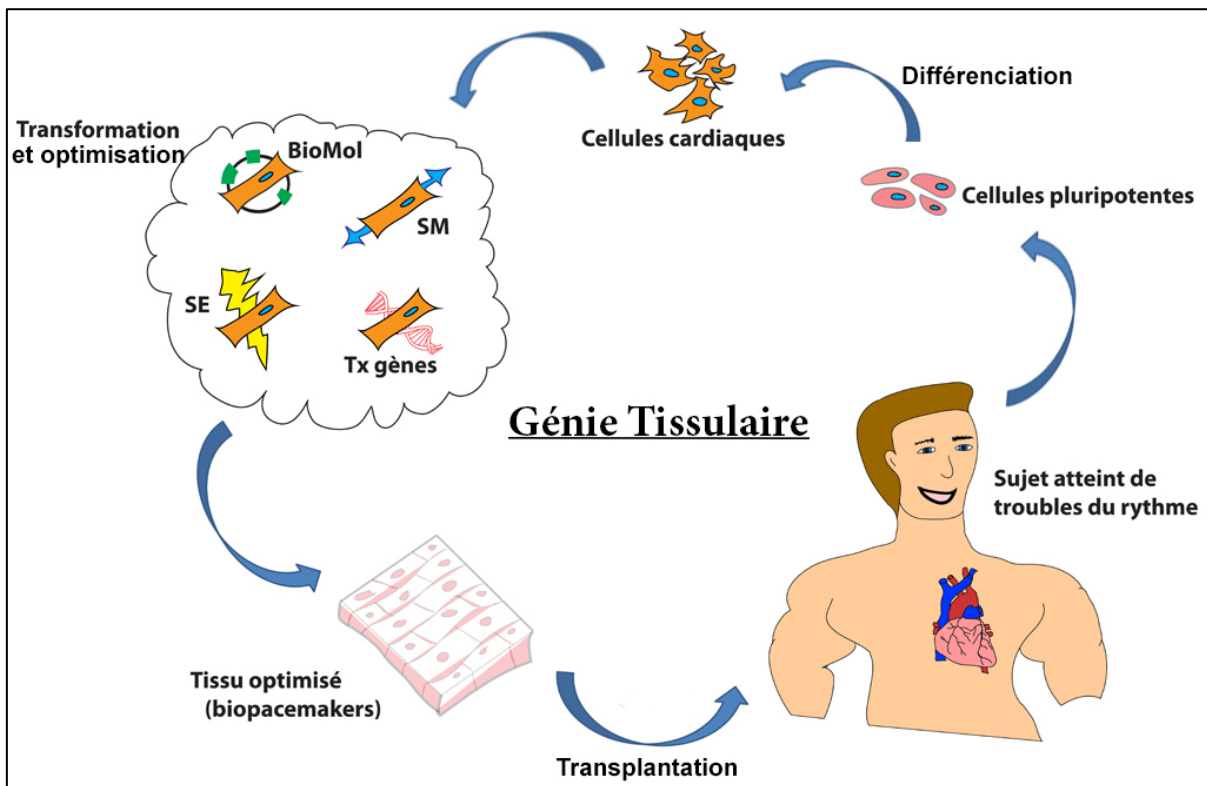 Différenciation
Cellules cardiaques
Transformation
et optimisation
BioMol
SM
SE
Tx gènes
Cellules pluripotentes
Génie Tissulaire
Sujet atteint de
troubles du rythme
Tissu optimisé
(biopacemakers)
Transplantation